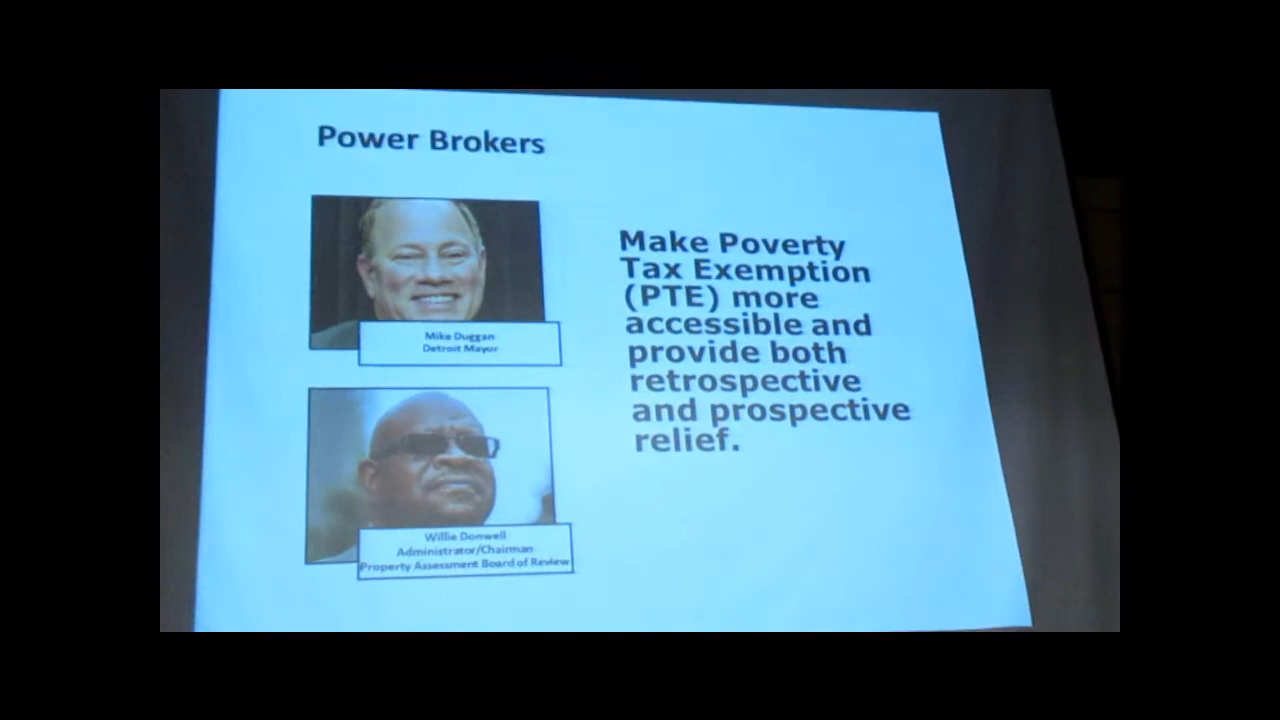 Power Brokers
Mike Duggan
Detroit Mayor
Make Poverty
Tax Exemption
(PTE) more
accessible and
provide both
retrospective
and prospective
relief.
Willie Donwell
Administrator/Chairman
Property Assessment Board of Review